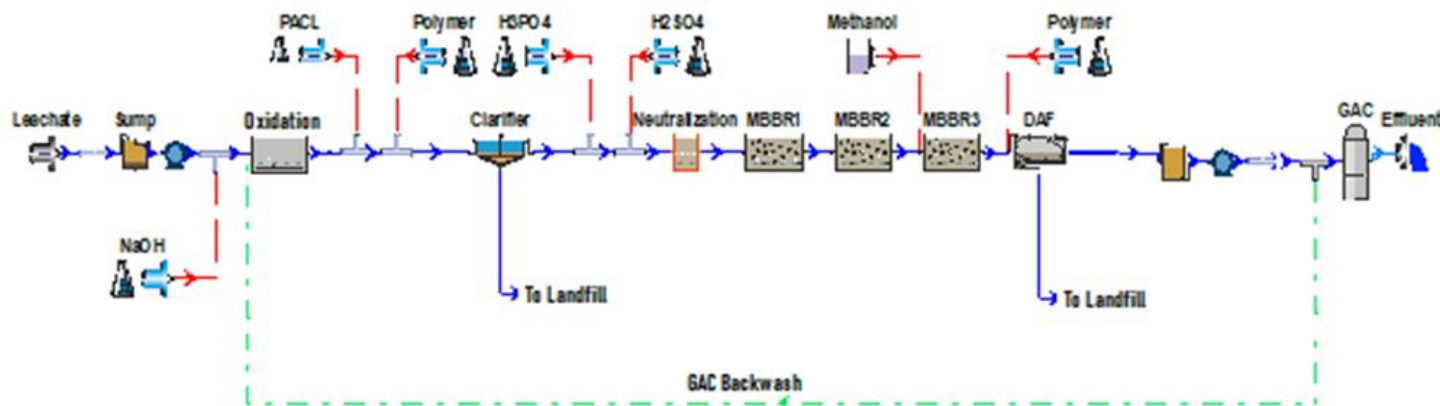 PACL
Polymer
H3PO4
H2SO4
Methanol
Polymer
Leechate
Sump
Oxidation
Clarifier
Neutralization
MBBR1
MBBR2
MBBR3
DAF
GAC
Effluent
NaOH
To Landfill
To Landfill
GAC Backwash